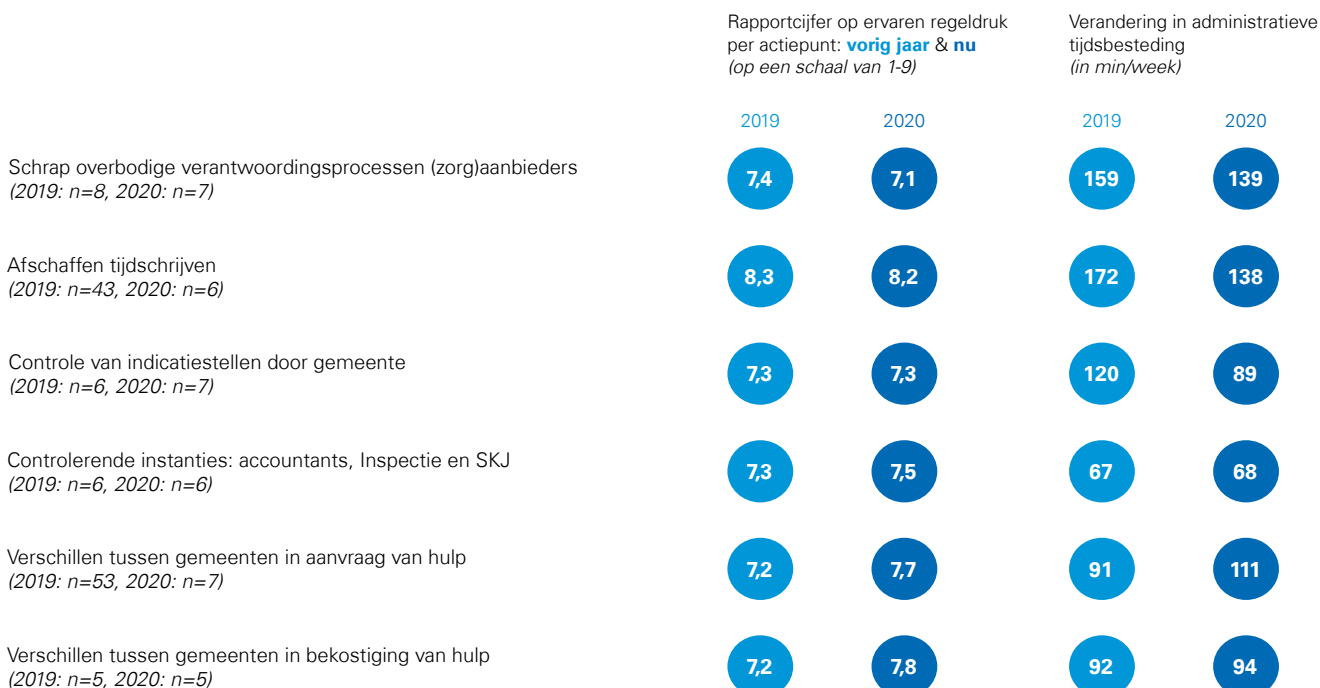 Rapportcijfer op ervaren regeldruk
per actiepunt: vorig jaar & nu
(op een schaal van 1-9)
Verandering in administratieve
tijdsbesteding
(in min/week)
2019 2020 2019 2020
Schrap overbodige verantwoordingsprocessen (zorg)aanbieders
(2019: n=8, 2020: n=7)
7,4 7,1 159 139
Afschaffen tijdschrijven
(2019: n=43, 2020: n=6)
8,3 8,2 172 138
Controle van indicatiestellen door gemeente
(2019: n=6, 2020: n=7)
7,3 7,3 120 89
Controlerende instanties: accountants, Inspectie en SKJ
(2019: n=6, 2020: n=6)
7,3 7,5 67 68
Verschillen tussen gemeenten in aanvraag van hulp
(2019: n=53, 2020: n=7)
7,2 7,7 91 111
Verschillen tussen gemeenten in bekostiging van hulp
(2019: n=5, 2020: n=5)
7,2 7,8 92 94